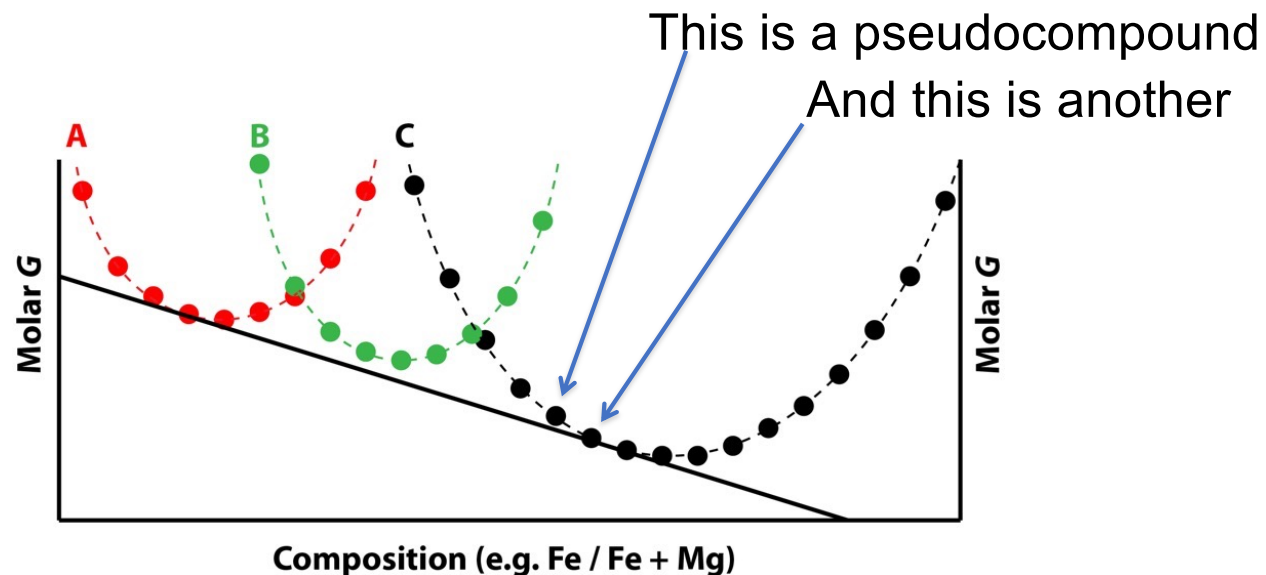 This is a pseudocompound
And this is another
A
B
C
Molar G
Molar G
Composition (e.g. Fe / Fe + Mg)